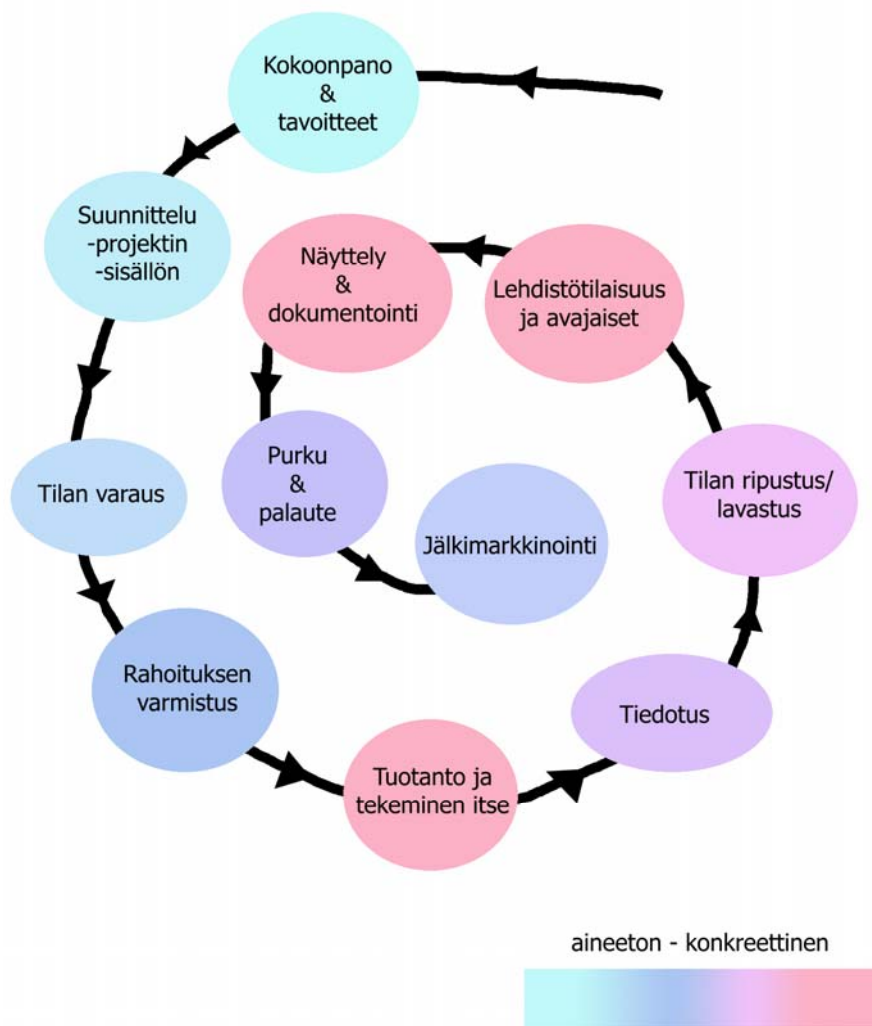 Kokoonpano
&
tavoitteet
Suunnittelu
-projektin
-sisällön
Tilan varaus
Rahoituksen
varmistus
Tuotanto ja
tekeminen itse
Tiedotus
Tilan ripustus/
lavastus
Lehdistötilaisuus
ja avajaiset
Näyttely
&
dokumentointi
Purku
&
palaute
Jälkimarkkinointi
aineeton - konkreettinen